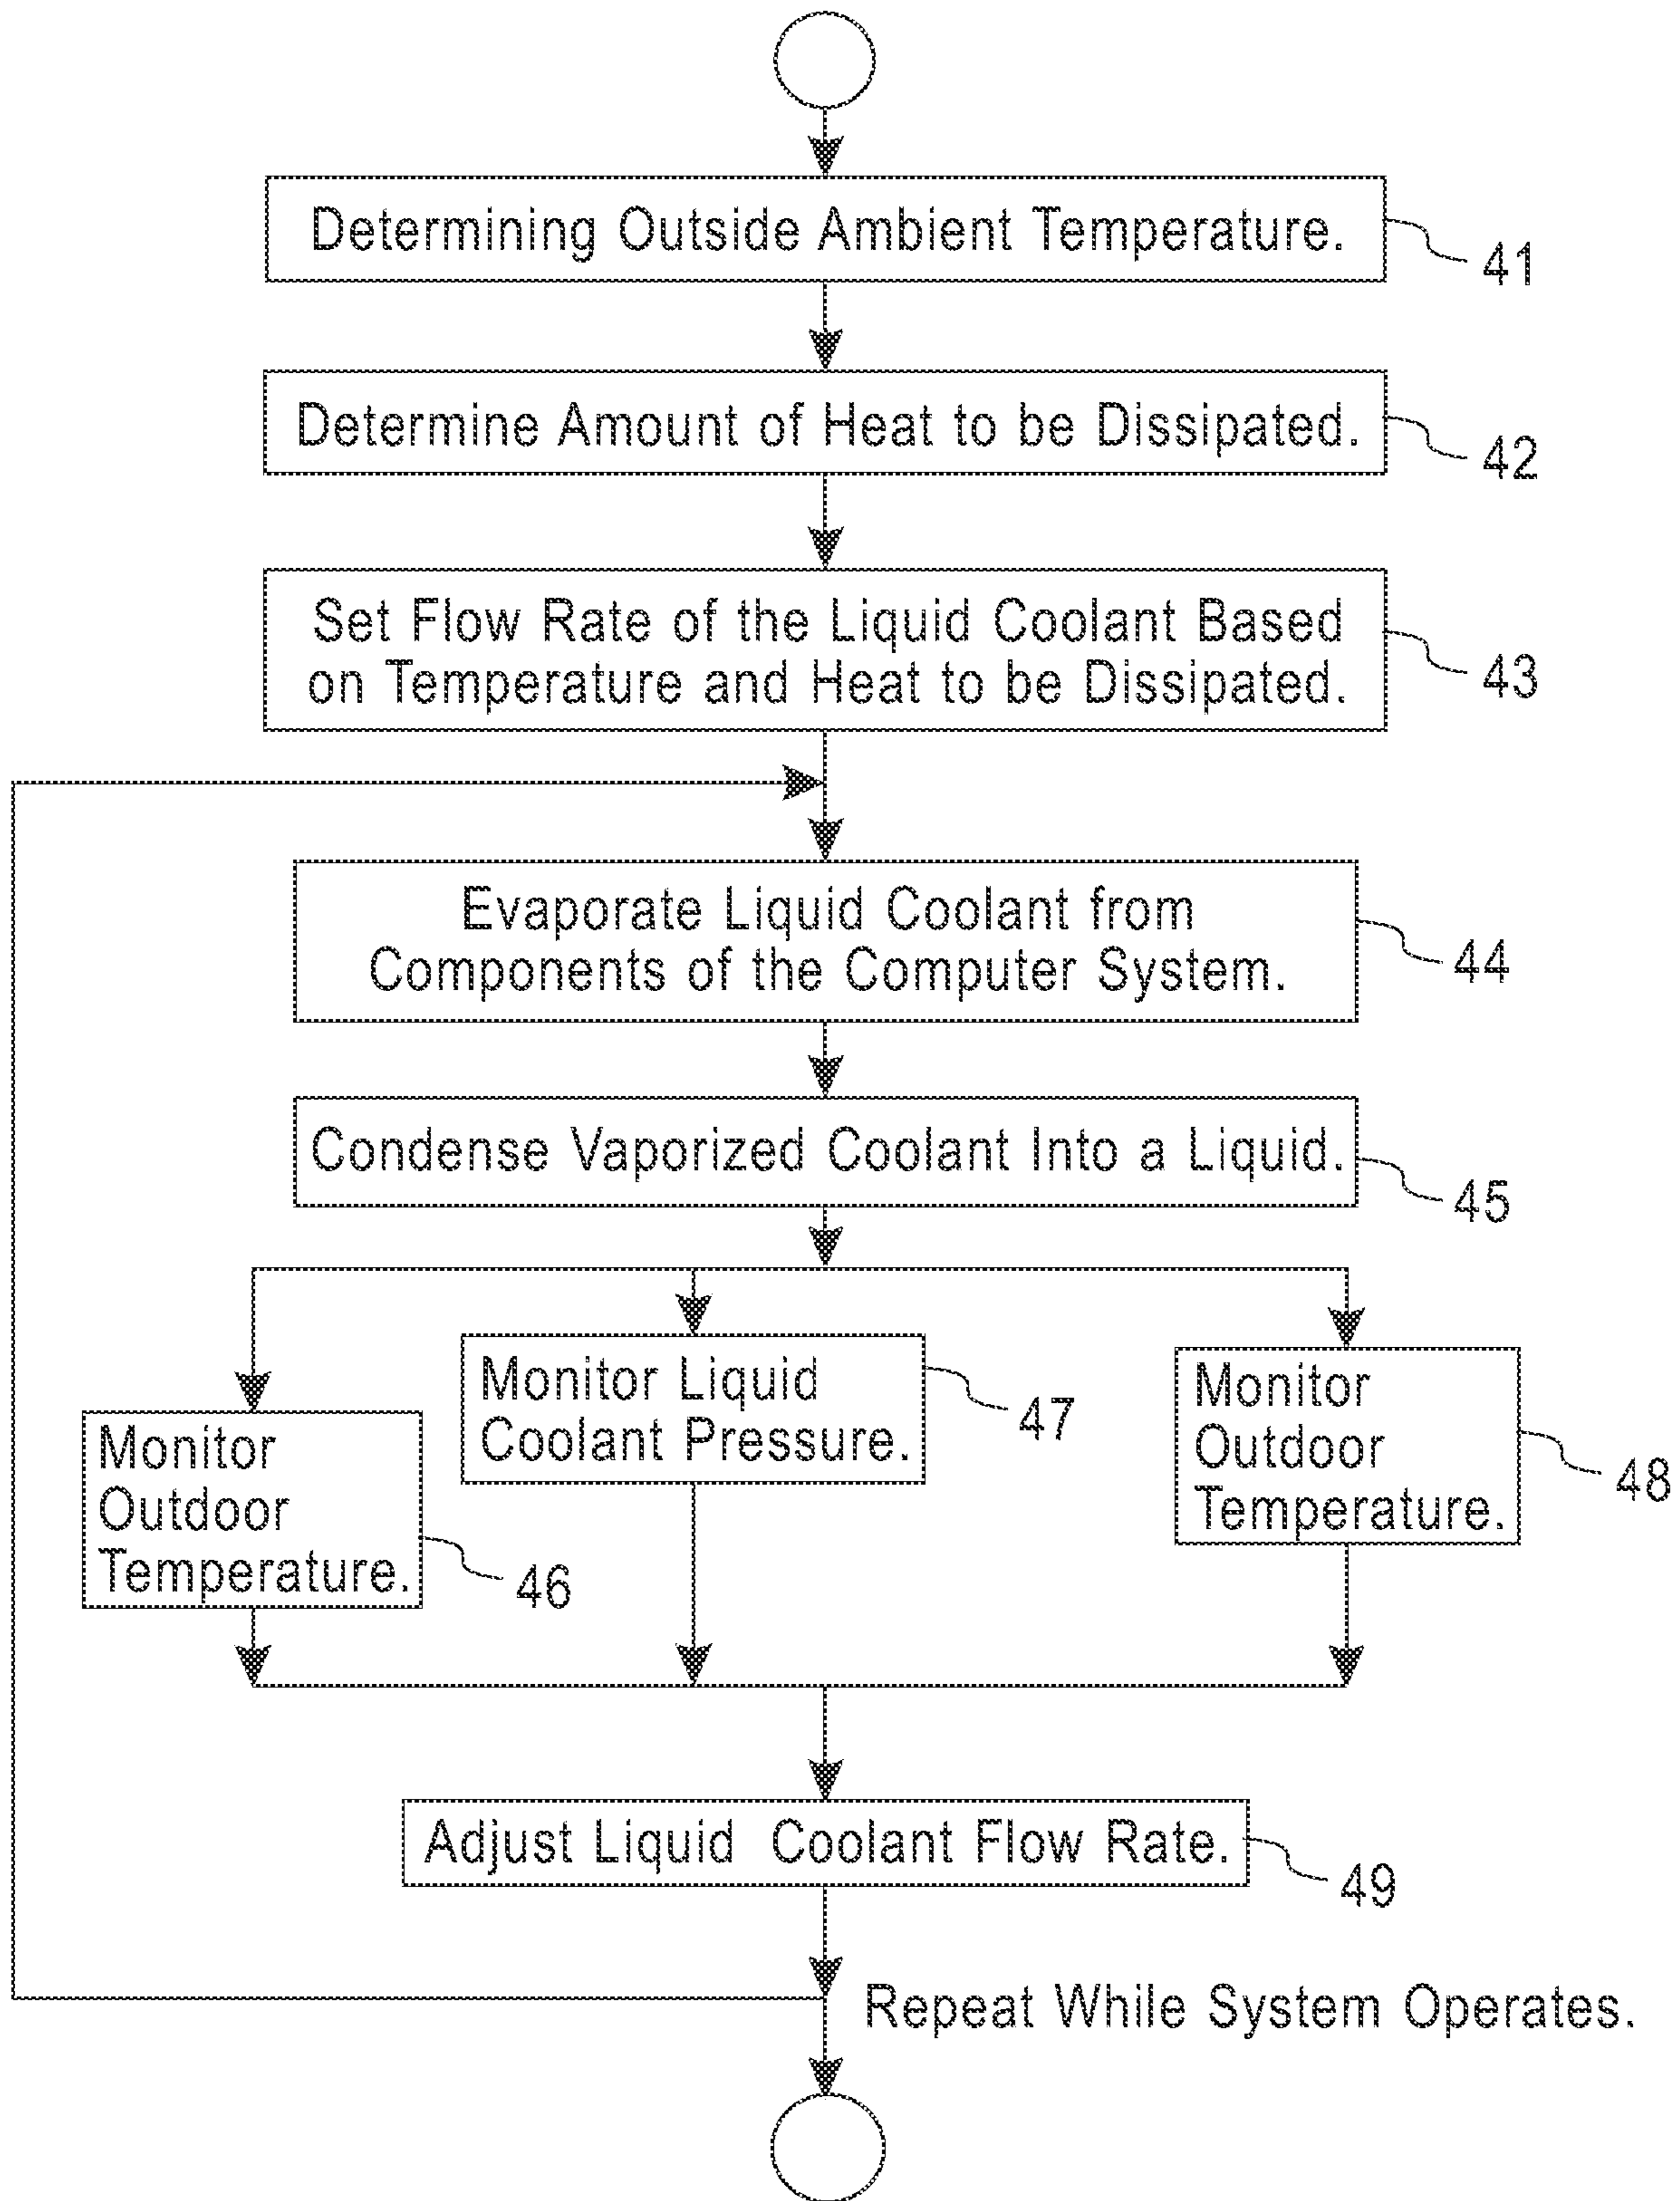 Determining Outside Ambient Temperature.
41
Determine Amount of Heat to be Dissipated.
42
Set Flow Rate of the Liquid Coolant Based
on Temperature and Heat to be Dissipated.
43
Evaporate Liquid Coolant from
Components of the Computer System.
44
Condense Vaporized Coolant Into a Liquid.
45
Monitor
Outdoor
Temperature.
46
Monitor Liquid
Coolant Pressure.
47
Monitor
Outdoor
Temperature.
48
Adjust Liquid Coolant Flow Rate.
49
Repeat While System Operates.